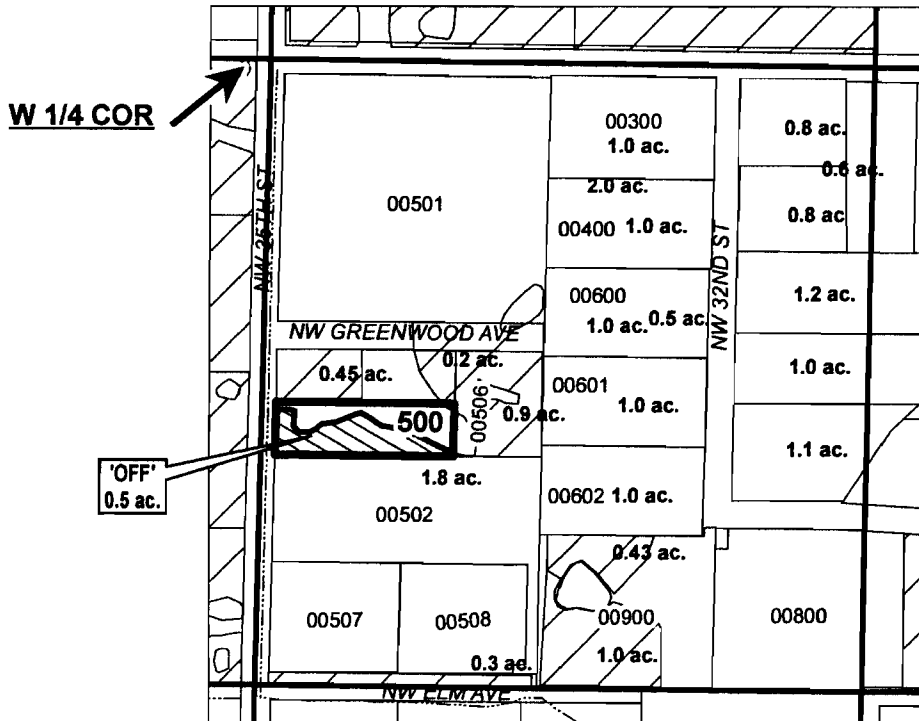 W 1/4 COR
00300
1.0 ac.
0.8 ac.
0.6 ac.
2.0 ac.
00501
00400 1.0 ac.
0.8 ac.
NW 25TH ST
NW 32ND ST
00600
1.0 ac.
0.5 ac.
1.2 ac.
NW GREENWOOD AVE
0.2 ac.
0.45 ac.
00601
1.0 ac.
1.0 ac.
500
00506
0.9 ac.
'OFF'
0.5 ac.
1.8 ac.
1.1 ac.
00502
00602 1.0 ac.
0.43 ac.
00507
00508
00900
00800
0.3 ac.
1.0 ac.
NW ELM AVE